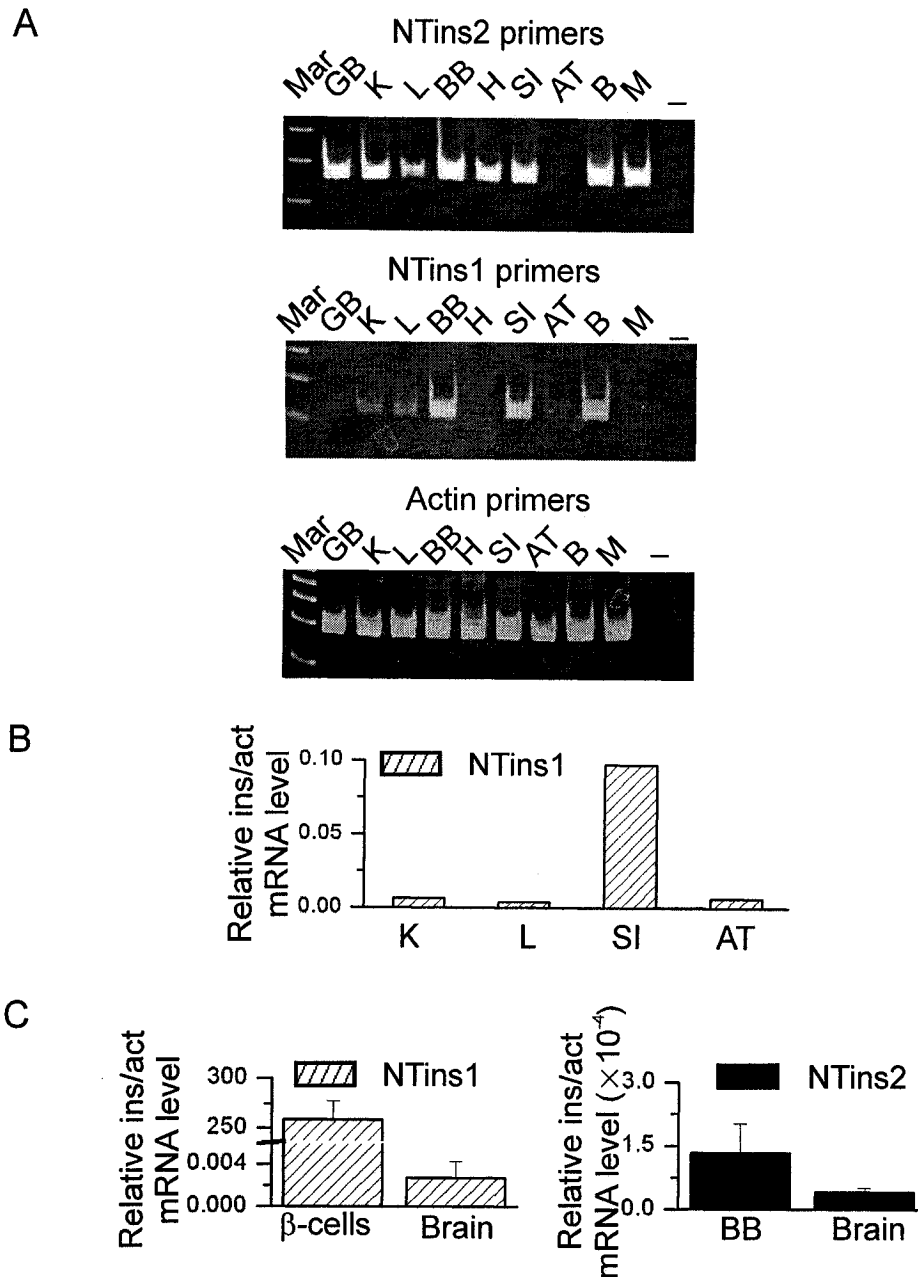 A
NTins2 primers
Mar GB K L BB H SI AT B M –
NTins1 primers
Mar GB K L BB H SI AT B M –
Actin primers
Mar GB K L BB H SI AT B M –
B
Relative ins/act
mRNA level
0.10
0.05
0.00
NTins1
K L SI AT
C
Relative ins/act
mRNA level
300
250
0.004
0.000
NTins1
β-cells Brain
Relative ins/act
mRNA level (×10⁻⁴)
3.0
1.5
0.0
NTins2
BB Brain